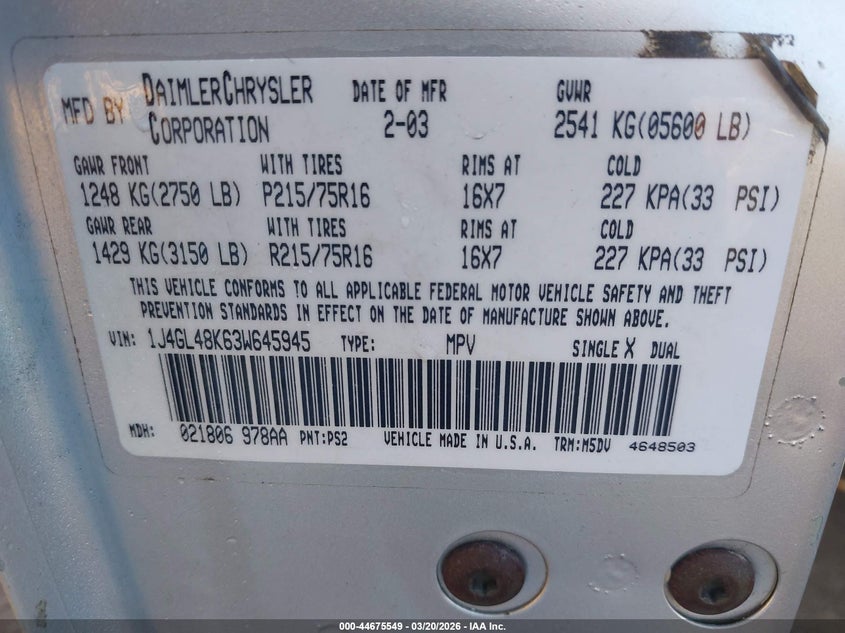 MFD BY DAIMLERCHRYSLER CORPORATION DATE OF MFR 2-03 GVWR 2541 KG(05600 LB)
GAWR FRONT WITH TIRES RIMS AT COLD
1248 KG(2750 LB) P215/75R16 16X7 227 KPA(33 PSI)
GAWR REAR WITH TIRES RIMS AT COLD
1429 KG(3150 LB) R215/75R16 16X7 227 KPA(33 PSI)
THIS VEHICLE CONFORMS TO ALL APPLICABLE FEDERAL MOTOR VEHICLE SAFETY AND THEFT
PREVENTION STANDARDS IN EFFECT ON THE DATE OF MANUFACTURE SHOWN ABOVE.
VIN: 1J4GL48K63W645945 TYPE: MPV SINGLE X DUAL
MDH: 021806 978AA PNT:PS2 VEHICLE MADE IN U.S.A. TRM:M5DV 4648503
000-44675549 - 03/20/2026 - IAA Inc.